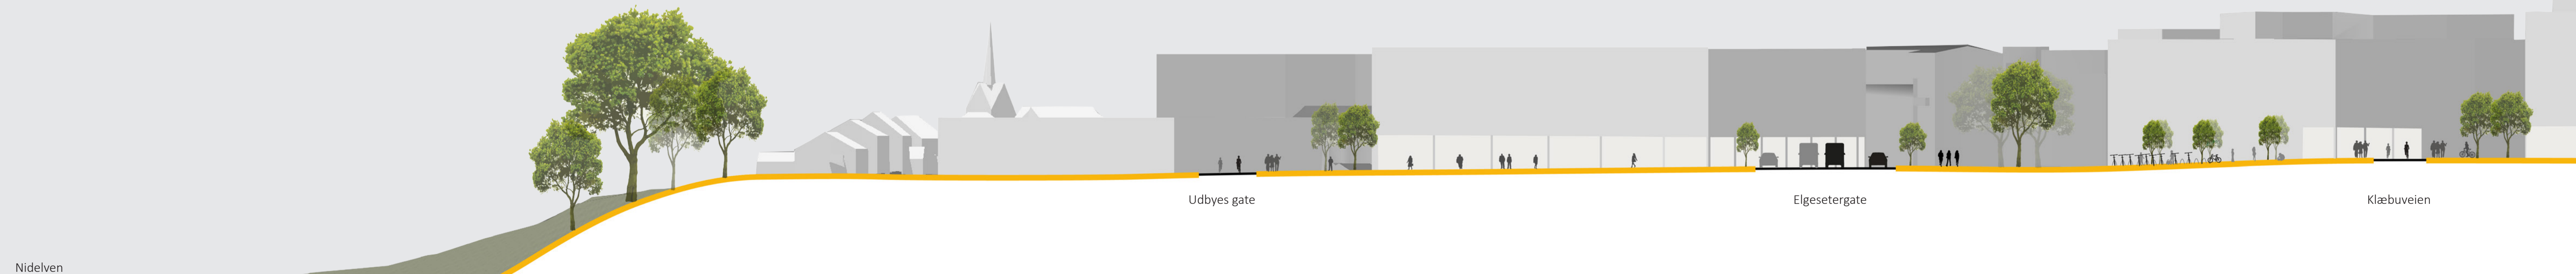 Udbyes gate
Elgesetergate
Klæbuveien
Nidelven